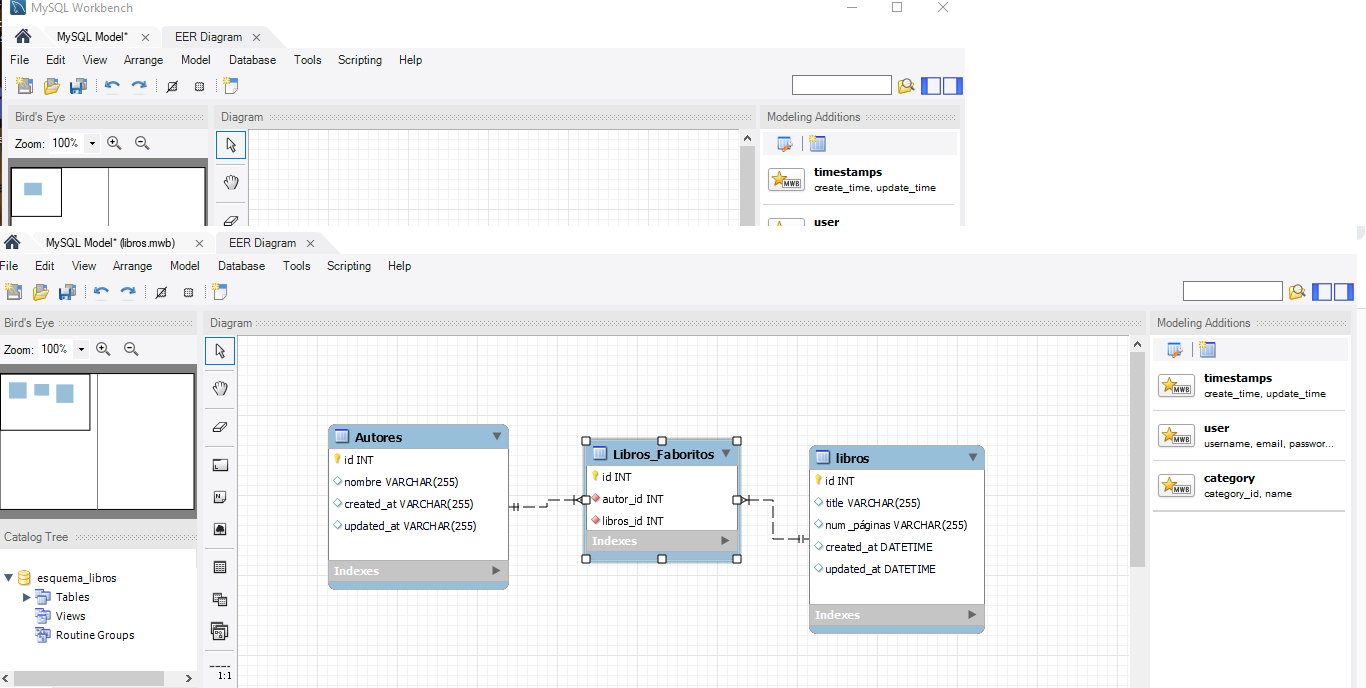 MySQL Workbench
MySQL Model*
EER Diagram
File Edit View Arrange Model Database Tools Scripting Help
Bird's Eye
Diagram
Modeling Additions
Zoom: 100%
timestamps
create_time, update_time
user
MySQL Model* (libros.mwb)
EER Diagram
File Edit View Arrange Model Database Tools Scripting Help
Bird's Eye
Diagram
Modeling Additions
Zoom: 100%
timestamps
create_time, update_time
user
username, email, passwor...
category
category_id, name
Autores
id INT
nombre VARCHAR(255)
created_at VARCHAR(255)
updated_at VARCHAR(255)
Indexes
Libros_Faboritos
id INT
autor_id INT
libros_id INT
Indexes
libros
id INT
title VARCHAR(255)
num _páginas VARCHAR(255)
created_at DATETIME
updated_at DATETIME
Indexes
Catalog Tree
esquema_libros
Tables
Views
Routine Groups
1:1